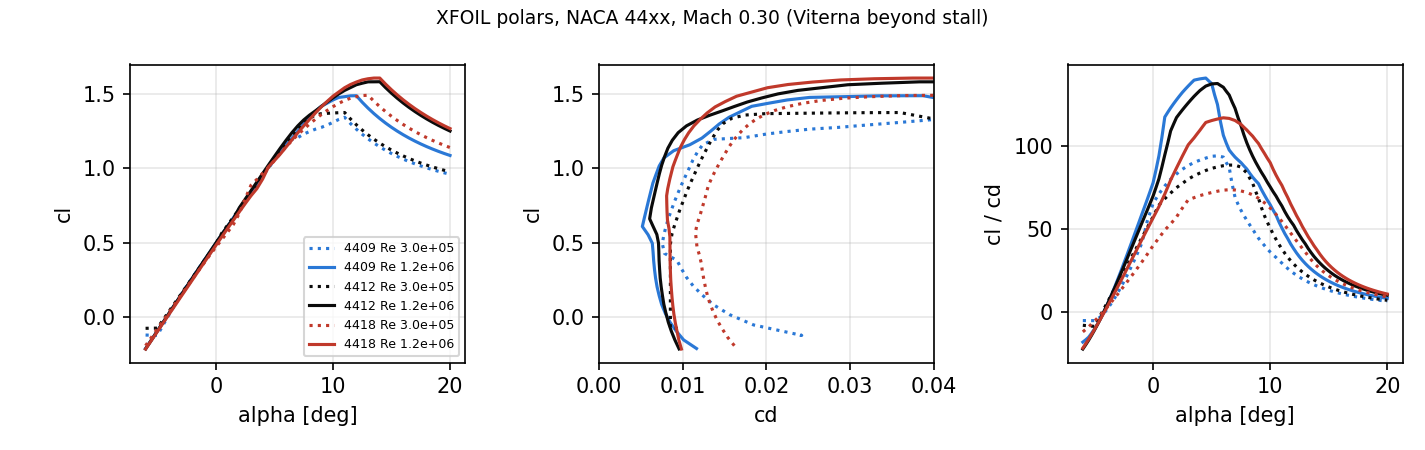 XFOIL polars, NACA 44xx, Mach 0.30 (Viterna beyond stall)
cl
1.5
1.0
0.5
0.0
0
10
20
alpha [deg]
4409 Re 3.0e+05
4409 Re 1.2e+06
4412 Re 3.0e+05
4412 Re 1.2e+06
4418 Re 3.0e+05
4418 Re 1.2e+06
cl
1.5
1.0
0.5
0.0
0.00
0.01
0.02
0.03
0.04
cd
cl / cd
100
50
0
0
10
20
alpha [deg]